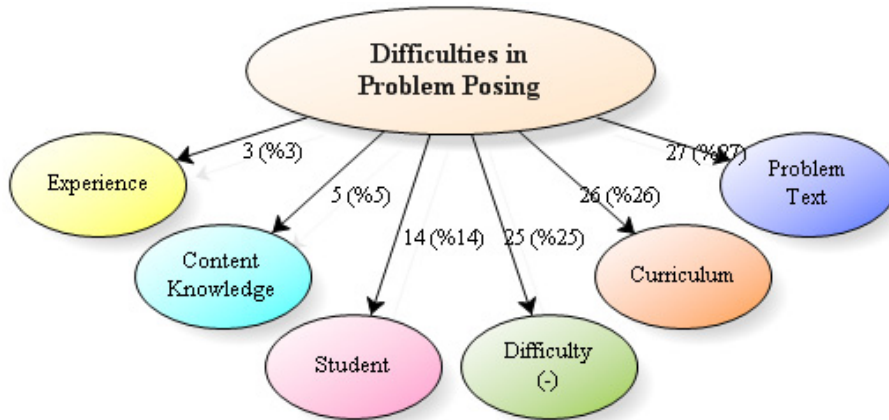 Difficulties in
Problem Posing
3 (%3)
27 (%27)
Experience
Problem
Text
5 (%5)
26 (%26)
14 (%14)
25 (%25)
Content
Knowledge
Curriculum
Student
Difficulty
(-)